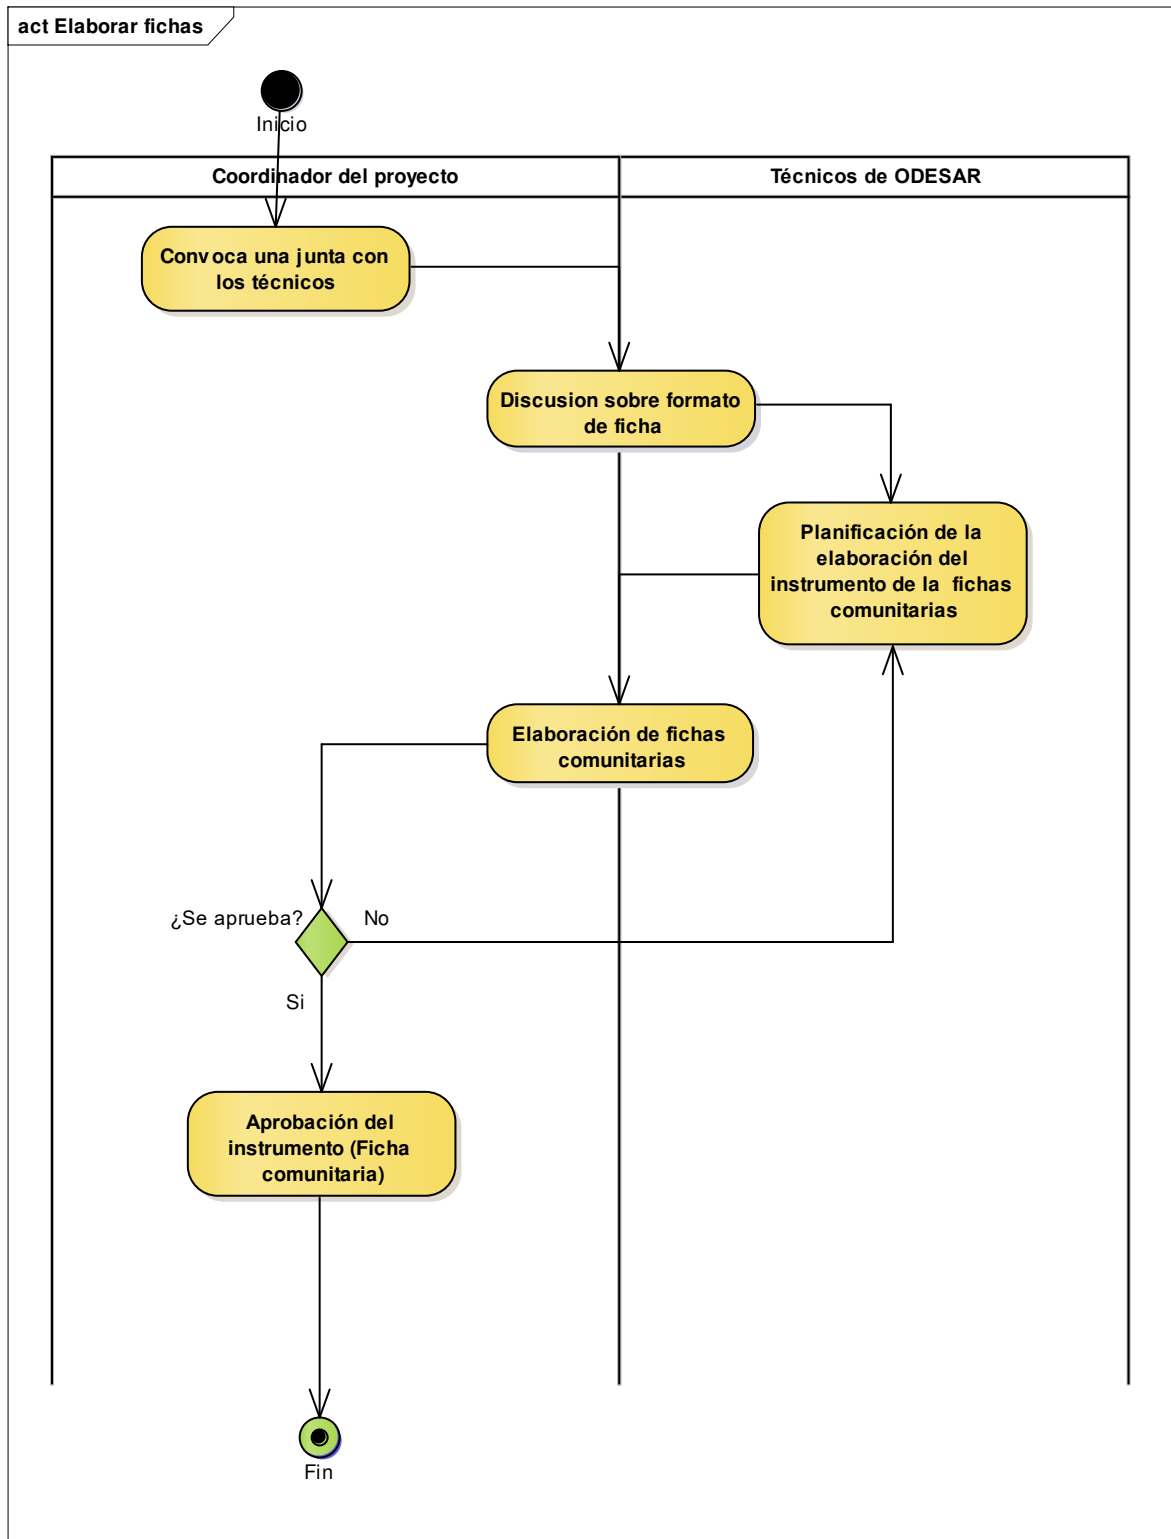 act Elaborar fichas
Inicio
Coordinador del proyecto
Técnicos de ODESAR
Convoca una junta con
los técnicos
Discusion sobre formato
de ficha
Planificación de la
elaboración del
instrumento de la fichas
comunitarias
Elaboración de fichas
comunitarias
¿Se aprueba?
No
Si
Aprobación del
instrumento (Ficha
comunitaria)
Fin